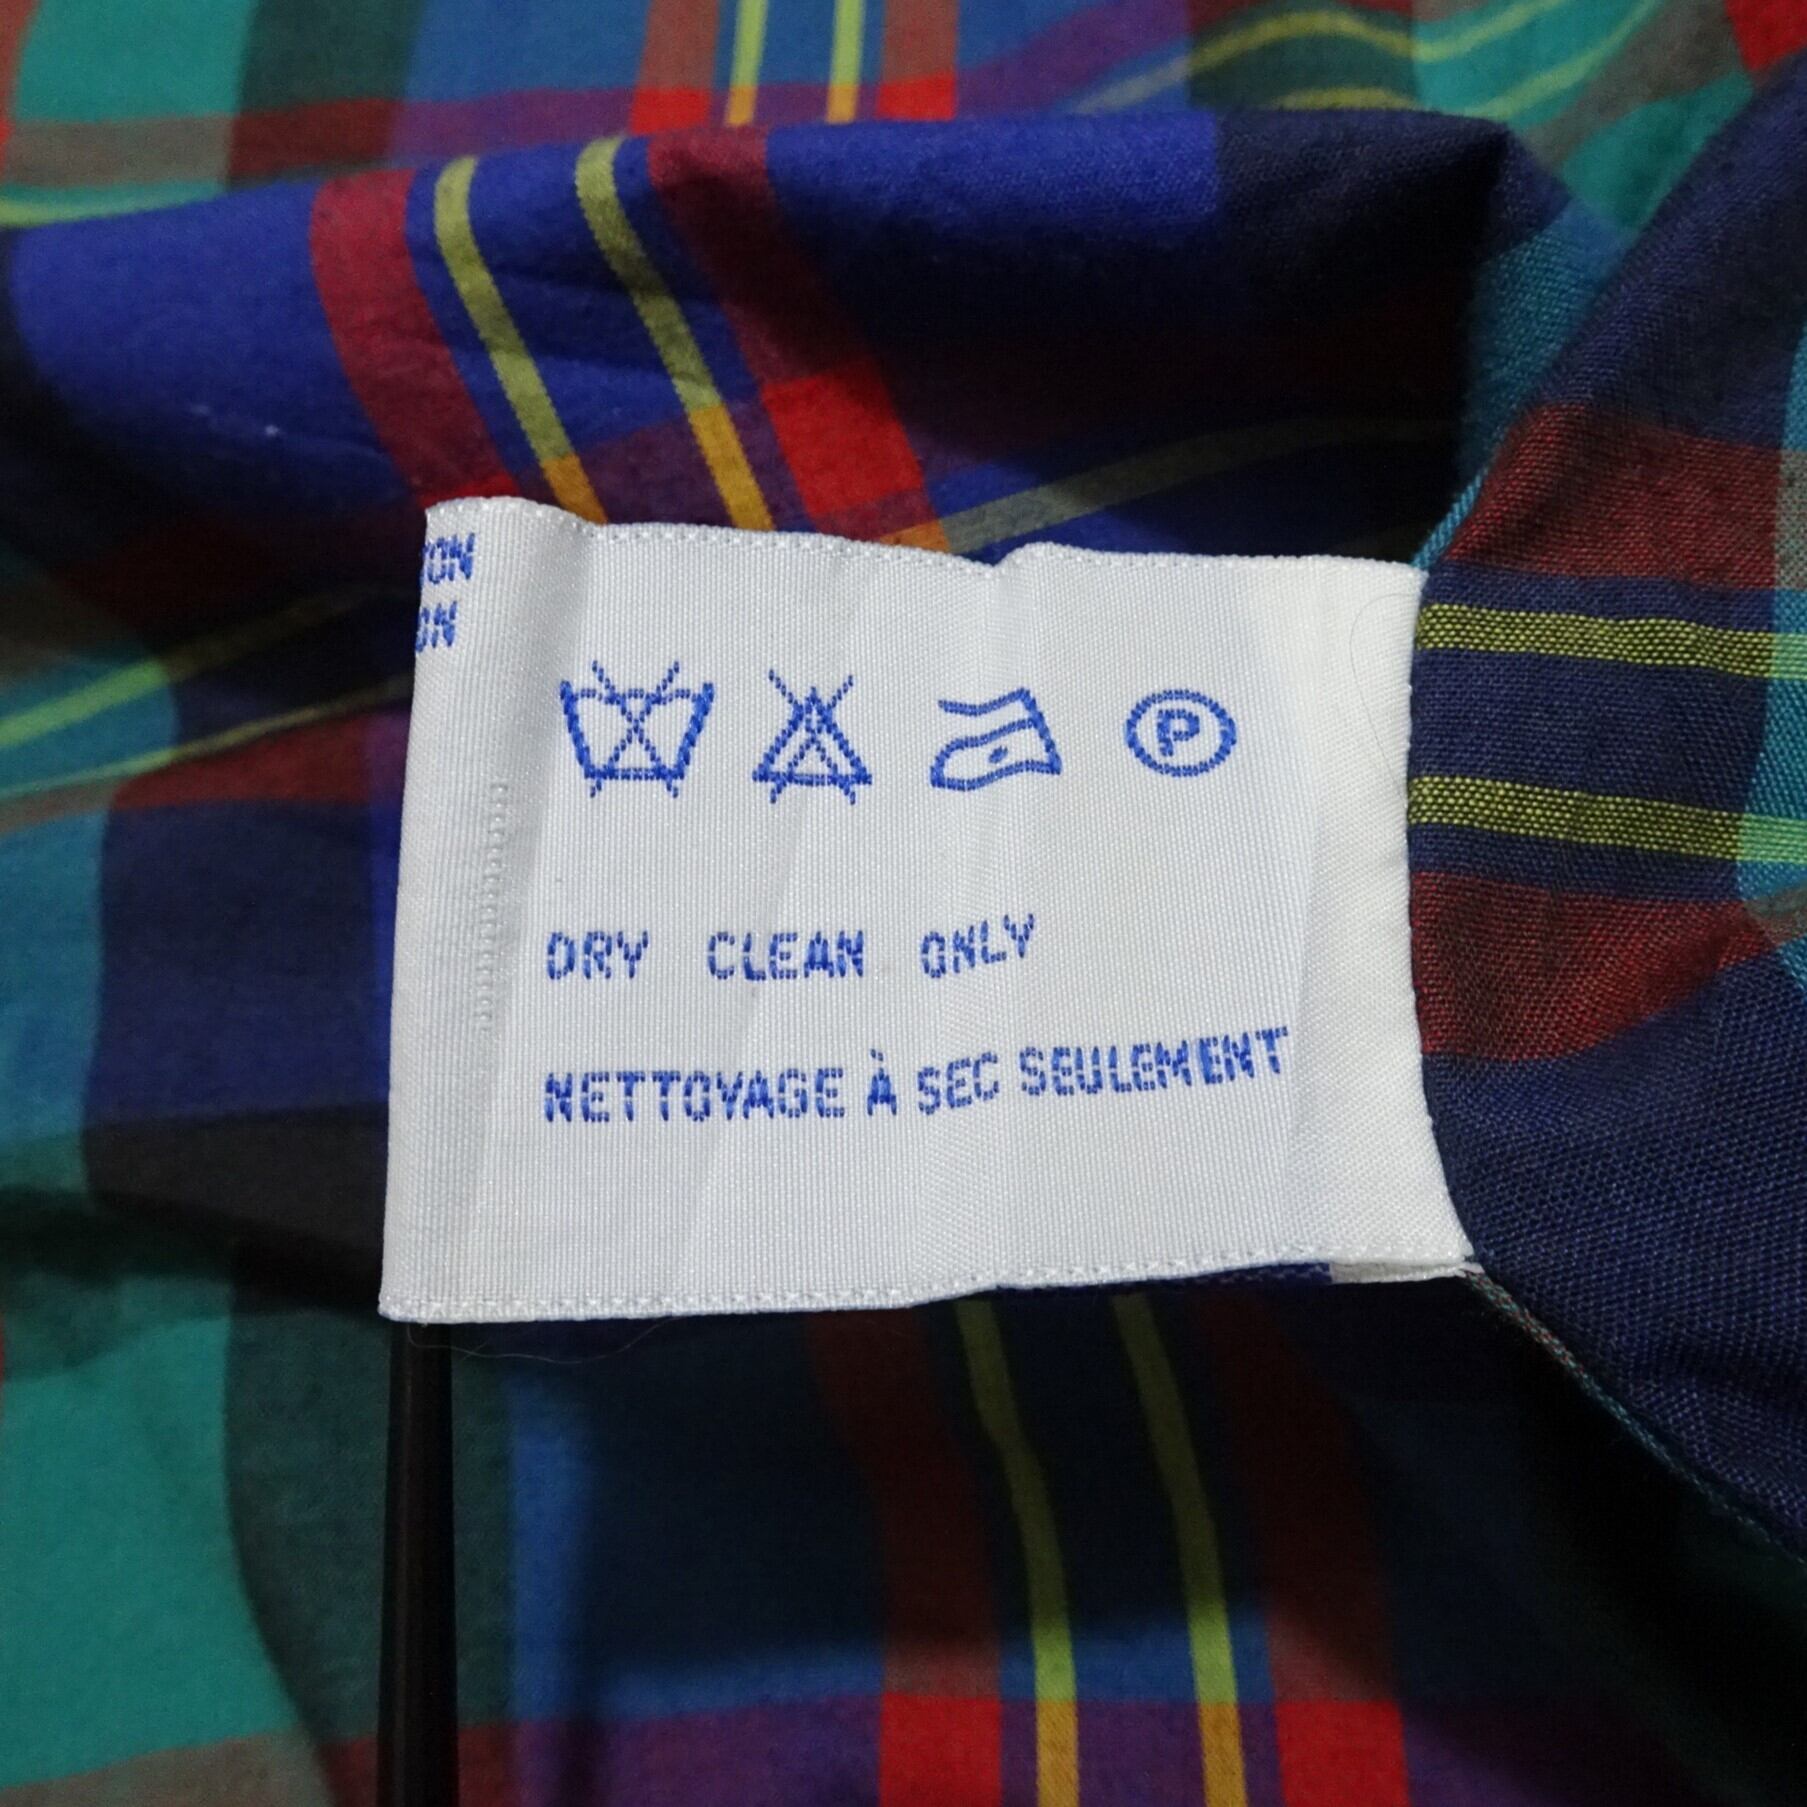 P
DRY CLEAN ONLY
NETTOYAGE À SEC SEULEMENT